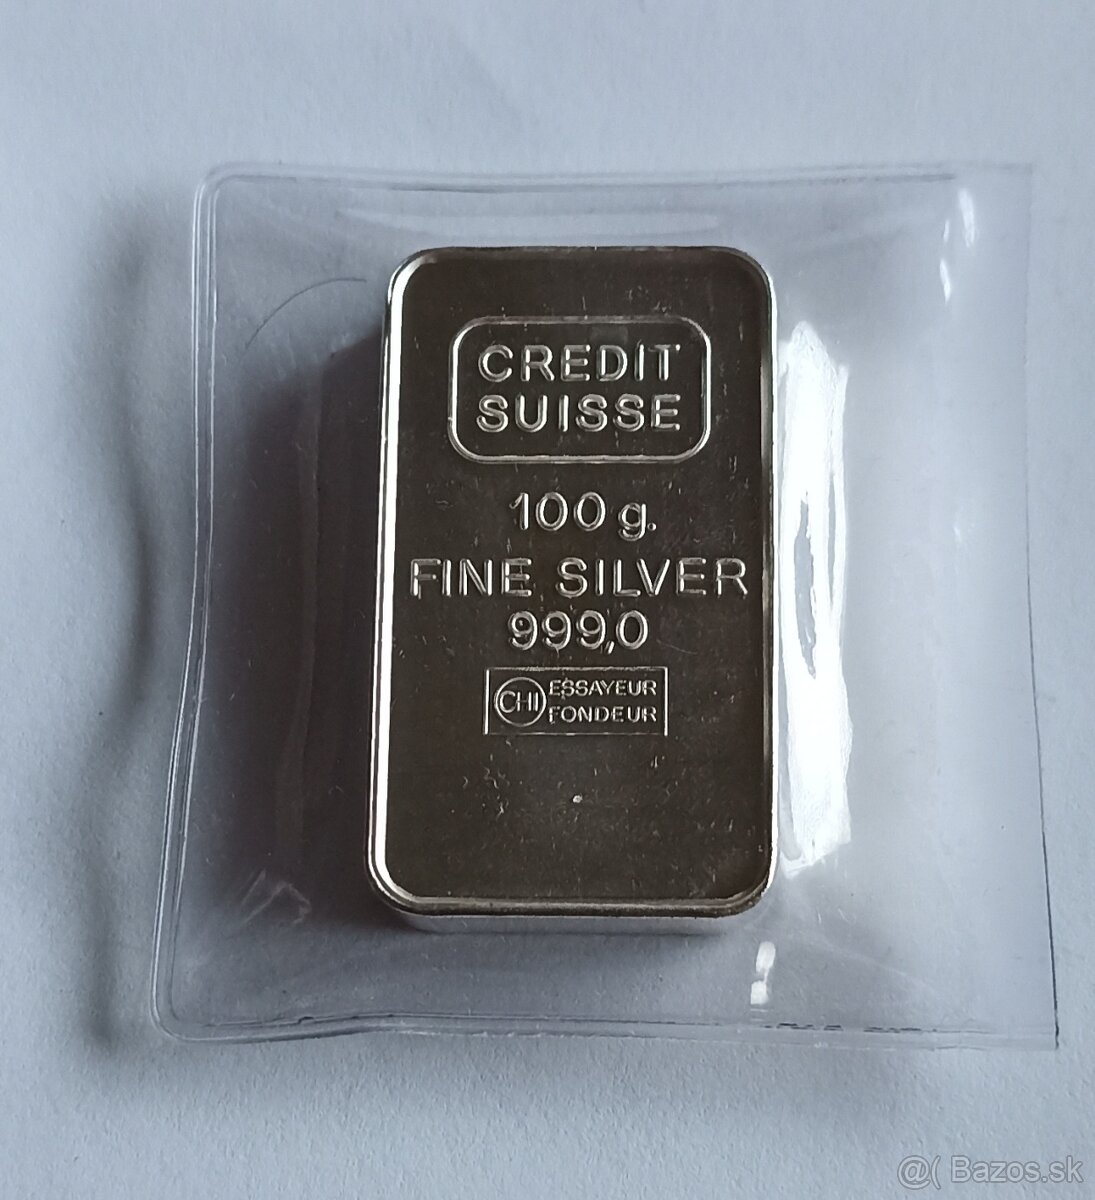 CREDIT
SUISSE
100 g.
FINE SILVER
999,0
CHI ESSAYEUR
FONDEUR
@( Bazos.sk